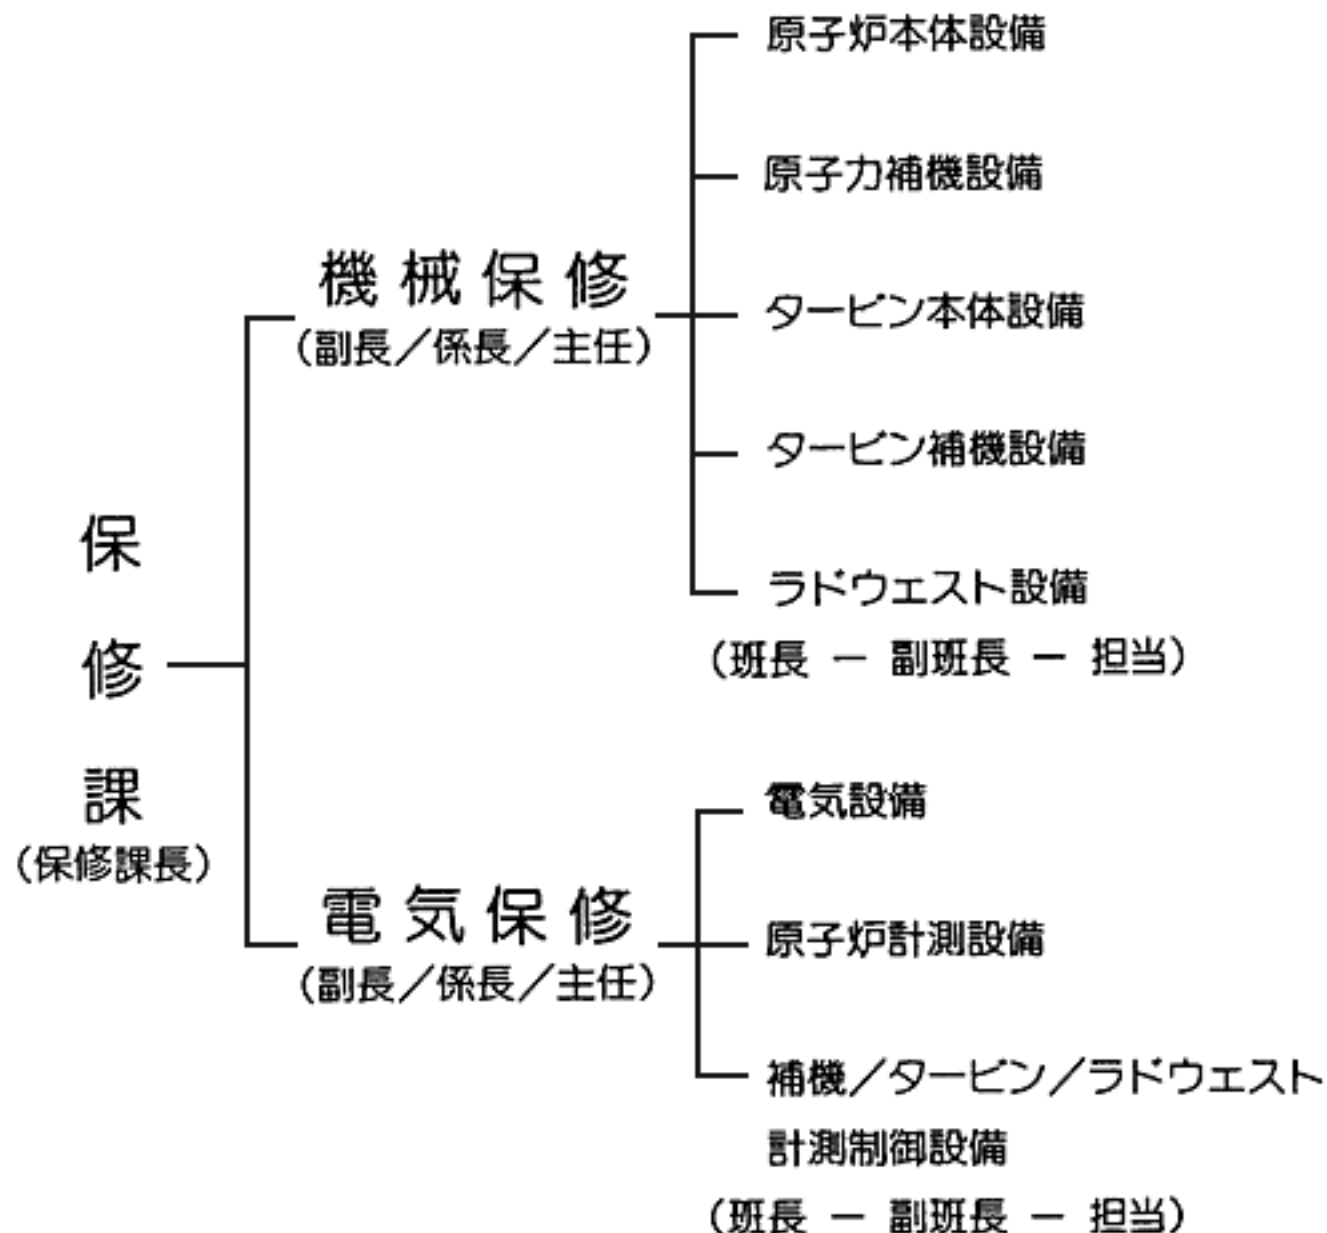 保修課
(保修課長)
機械保修
(副長/係長/主任)
原子炉本体設備
原子力補機設備
タービン本体設備
タービン補機設備
ラドウェスト設備
(班長 ー 副班長 ー 担当)
電気保修
(副長/係長/主任)
電気設備
原子炉計測設備
補機/タービン/ラドウェスト
計測制御設備
(班長 ー 副班長 ー 担当)